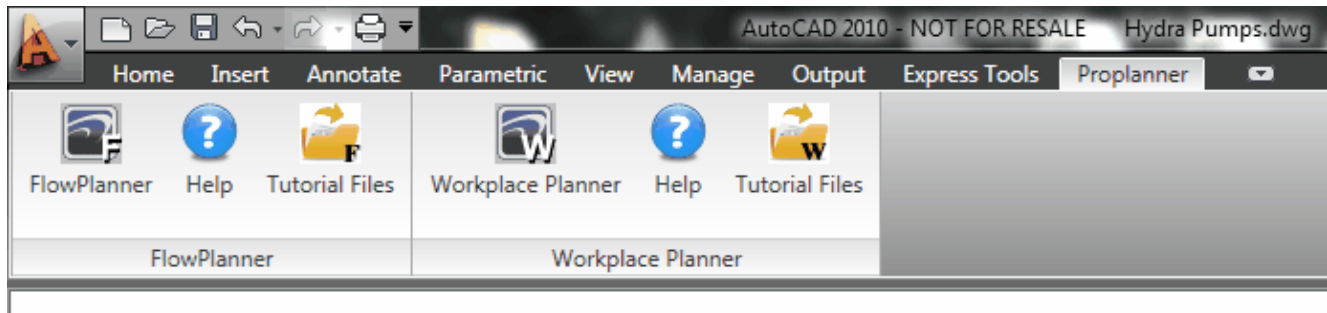 AutoCAD 2010 - NOT FOR RESALE Hydra Pumps.dwg
Home Insert Annotate Parametric View Manage Output Express Tools Proplanner
FlowPlanner Help Tutorial Files Workplace Planner Help Tutorial Files
FlowPlanner Workplace Planner